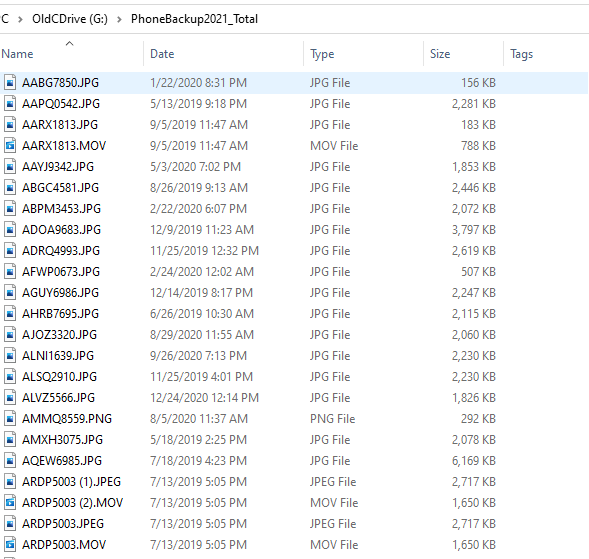 PC > OldCDrive (G:) > PhoneBackup2021_Total
Name Date Type Size Tags
AABG7850.JPG 1/22/2020 8:31 PM JPG File 156 KB
AAPQ0542.JPG 5/13/2019 9:18 PM JPG File 2,281 KB
AARX1813.JPG 9/5/2019 11:47 AM JPG File 183 KB
AARX1813.MOV 9/5/2019 11:47 AM MOV File 788 KB
AAYJ9342.JPG 5/3/2020 7:02 PM JPG File 1,853 KB
ABGC4581.JPG 8/26/2019 9:13 AM JPG File 2,446 KB
ABPM3453.JPG 2/22/2020 6:07 PM JPG File 2,072 KB
ADOA9683.JPG 12/9/2019 11:23 AM JPG File 3,797 KB
ADRQ4993.JPG 11/25/2019 12:32 PM JPG File 2,619 KB
AFWP0673.JPG 2/24/2020 12:02 AM JPG File 507 KB
AGUY6986.JPG 12/14/2019 8:17 PM JPG File 2,247 KB
AHRB7695.JPG 6/26/2019 10:30 AM JPG File 2,115 KB
AJOZ3320.JPG 8/29/2020 11:55 AM JPG File 2,060 KB
ALNI1639.JPG 9/26/2020 7:13 PM JPG File 2,230 KB
ALSQ2910.JPG 11/25/2019 4:01 PM JPG File 2,230 KB
ALVZ5566.JPG 12/24/2020 12:14 PM JPG File 1,826 KB
AMMQ8559.PNG 8/5/2020 11:37 AM PNG File 292 KB
AMXH3075.JPG 5/18/2019 2:25 PM JPG File 2,078 KB
AQEW6985.JPG 7/18/2019 4:23 PM JPG File 6,169 KB
ARDP5003 (1).JPEG 7/13/2019 5:05 PM JPEG File 2,717 KB
ARDP5003 (2).MOV 7/13/2019 5:05 PM MOV File 1,650 KB
ARDP5003.JPEG 7/13/2019 5:05 PM JPEG File 2,717 KB
ARDP5003.MOV 7/13/2019 5:05 PM MOV File 1,650 KB